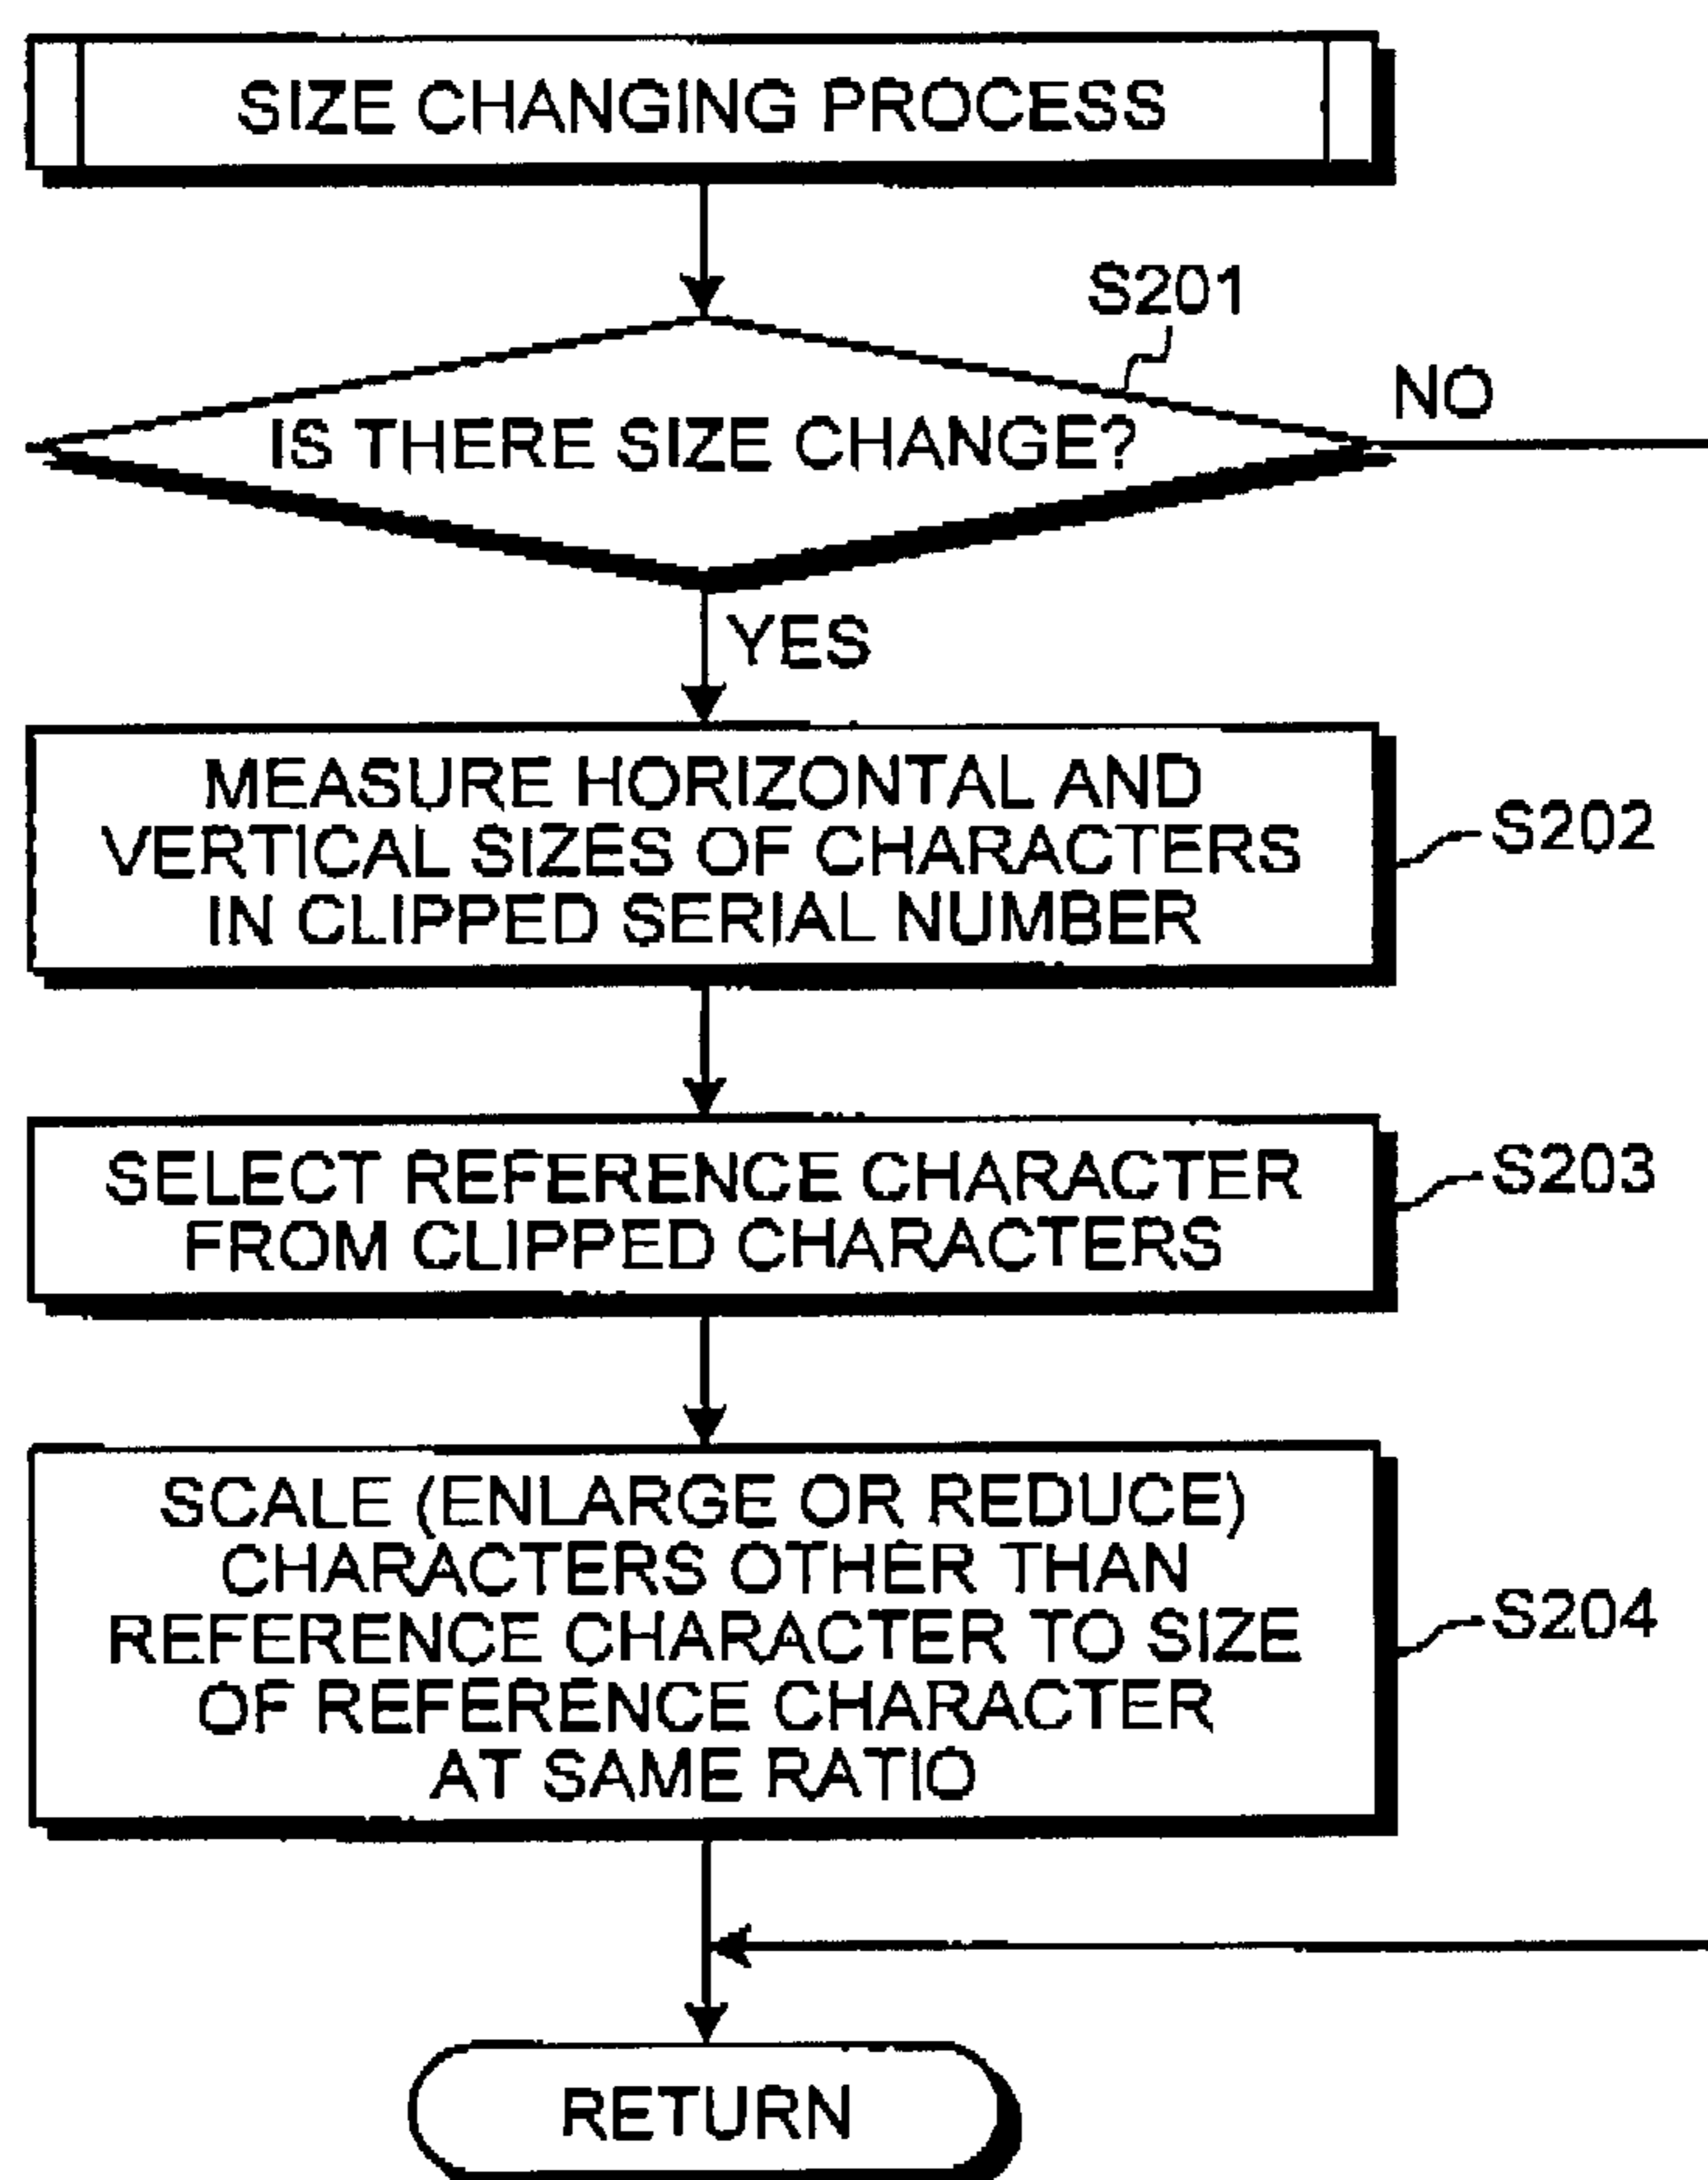 SIZE CHANGING PROCESS
S201
NO
IS THERE SIZE CHANGE?
YES
MEASURE HORIZONTAL AND
VERTICAL SIZES OF CHARACTERS
IN CLIPPED SERIAL NUMBER
S202
SELECT REFERENCE CHARACTER
FROM CLIPPED CHARACTERS
S203
SCALE (ENLARGE OR REDUCE)
CHARACTERS OTHER THAN
REFERENCE CHARACTER TO SIZE
OF REFERENCE CHARACTER
AT SAME RATIO
S204
RETURN